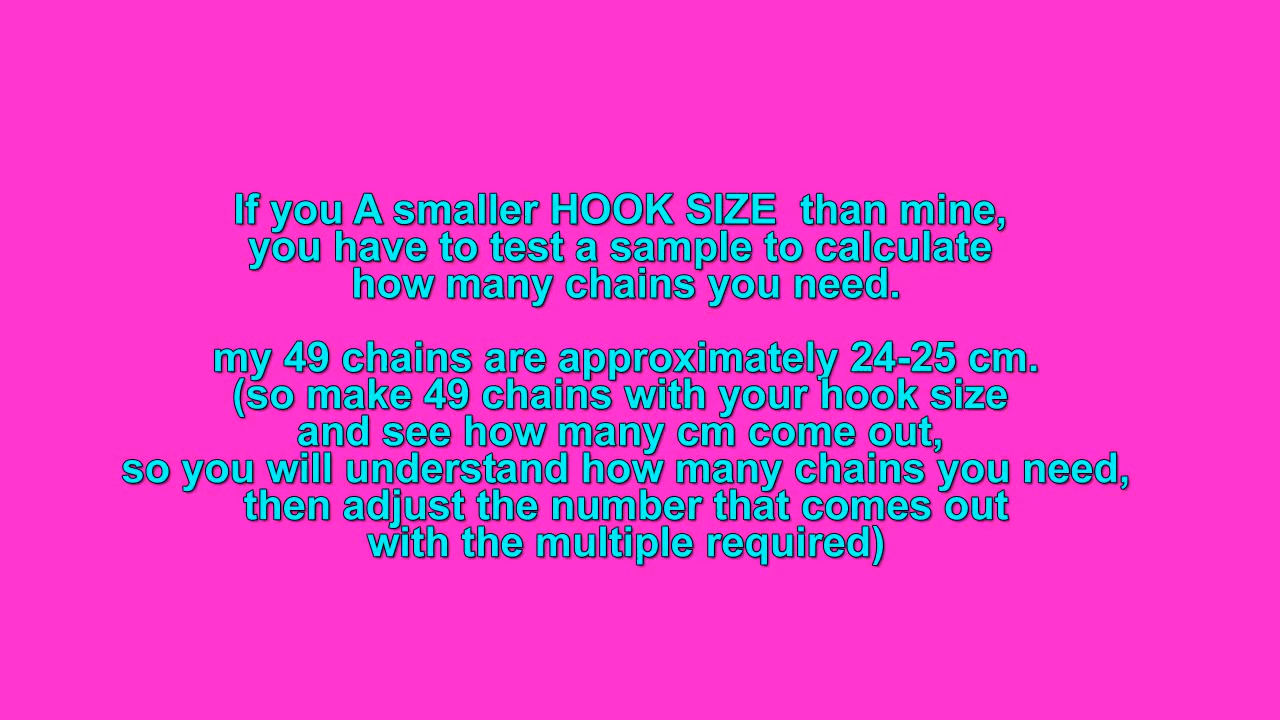 If you A smaller HOOK SIZE  than mine,
you have to test a sample to calculate
how many chains you need.
my 49 chains are approximately 24-25 cm.
(so make 49 chains with your hook size
and see how many cm come out,
so you will understand how many chains you need,
then adjust the number that comes out
with the multiple required)